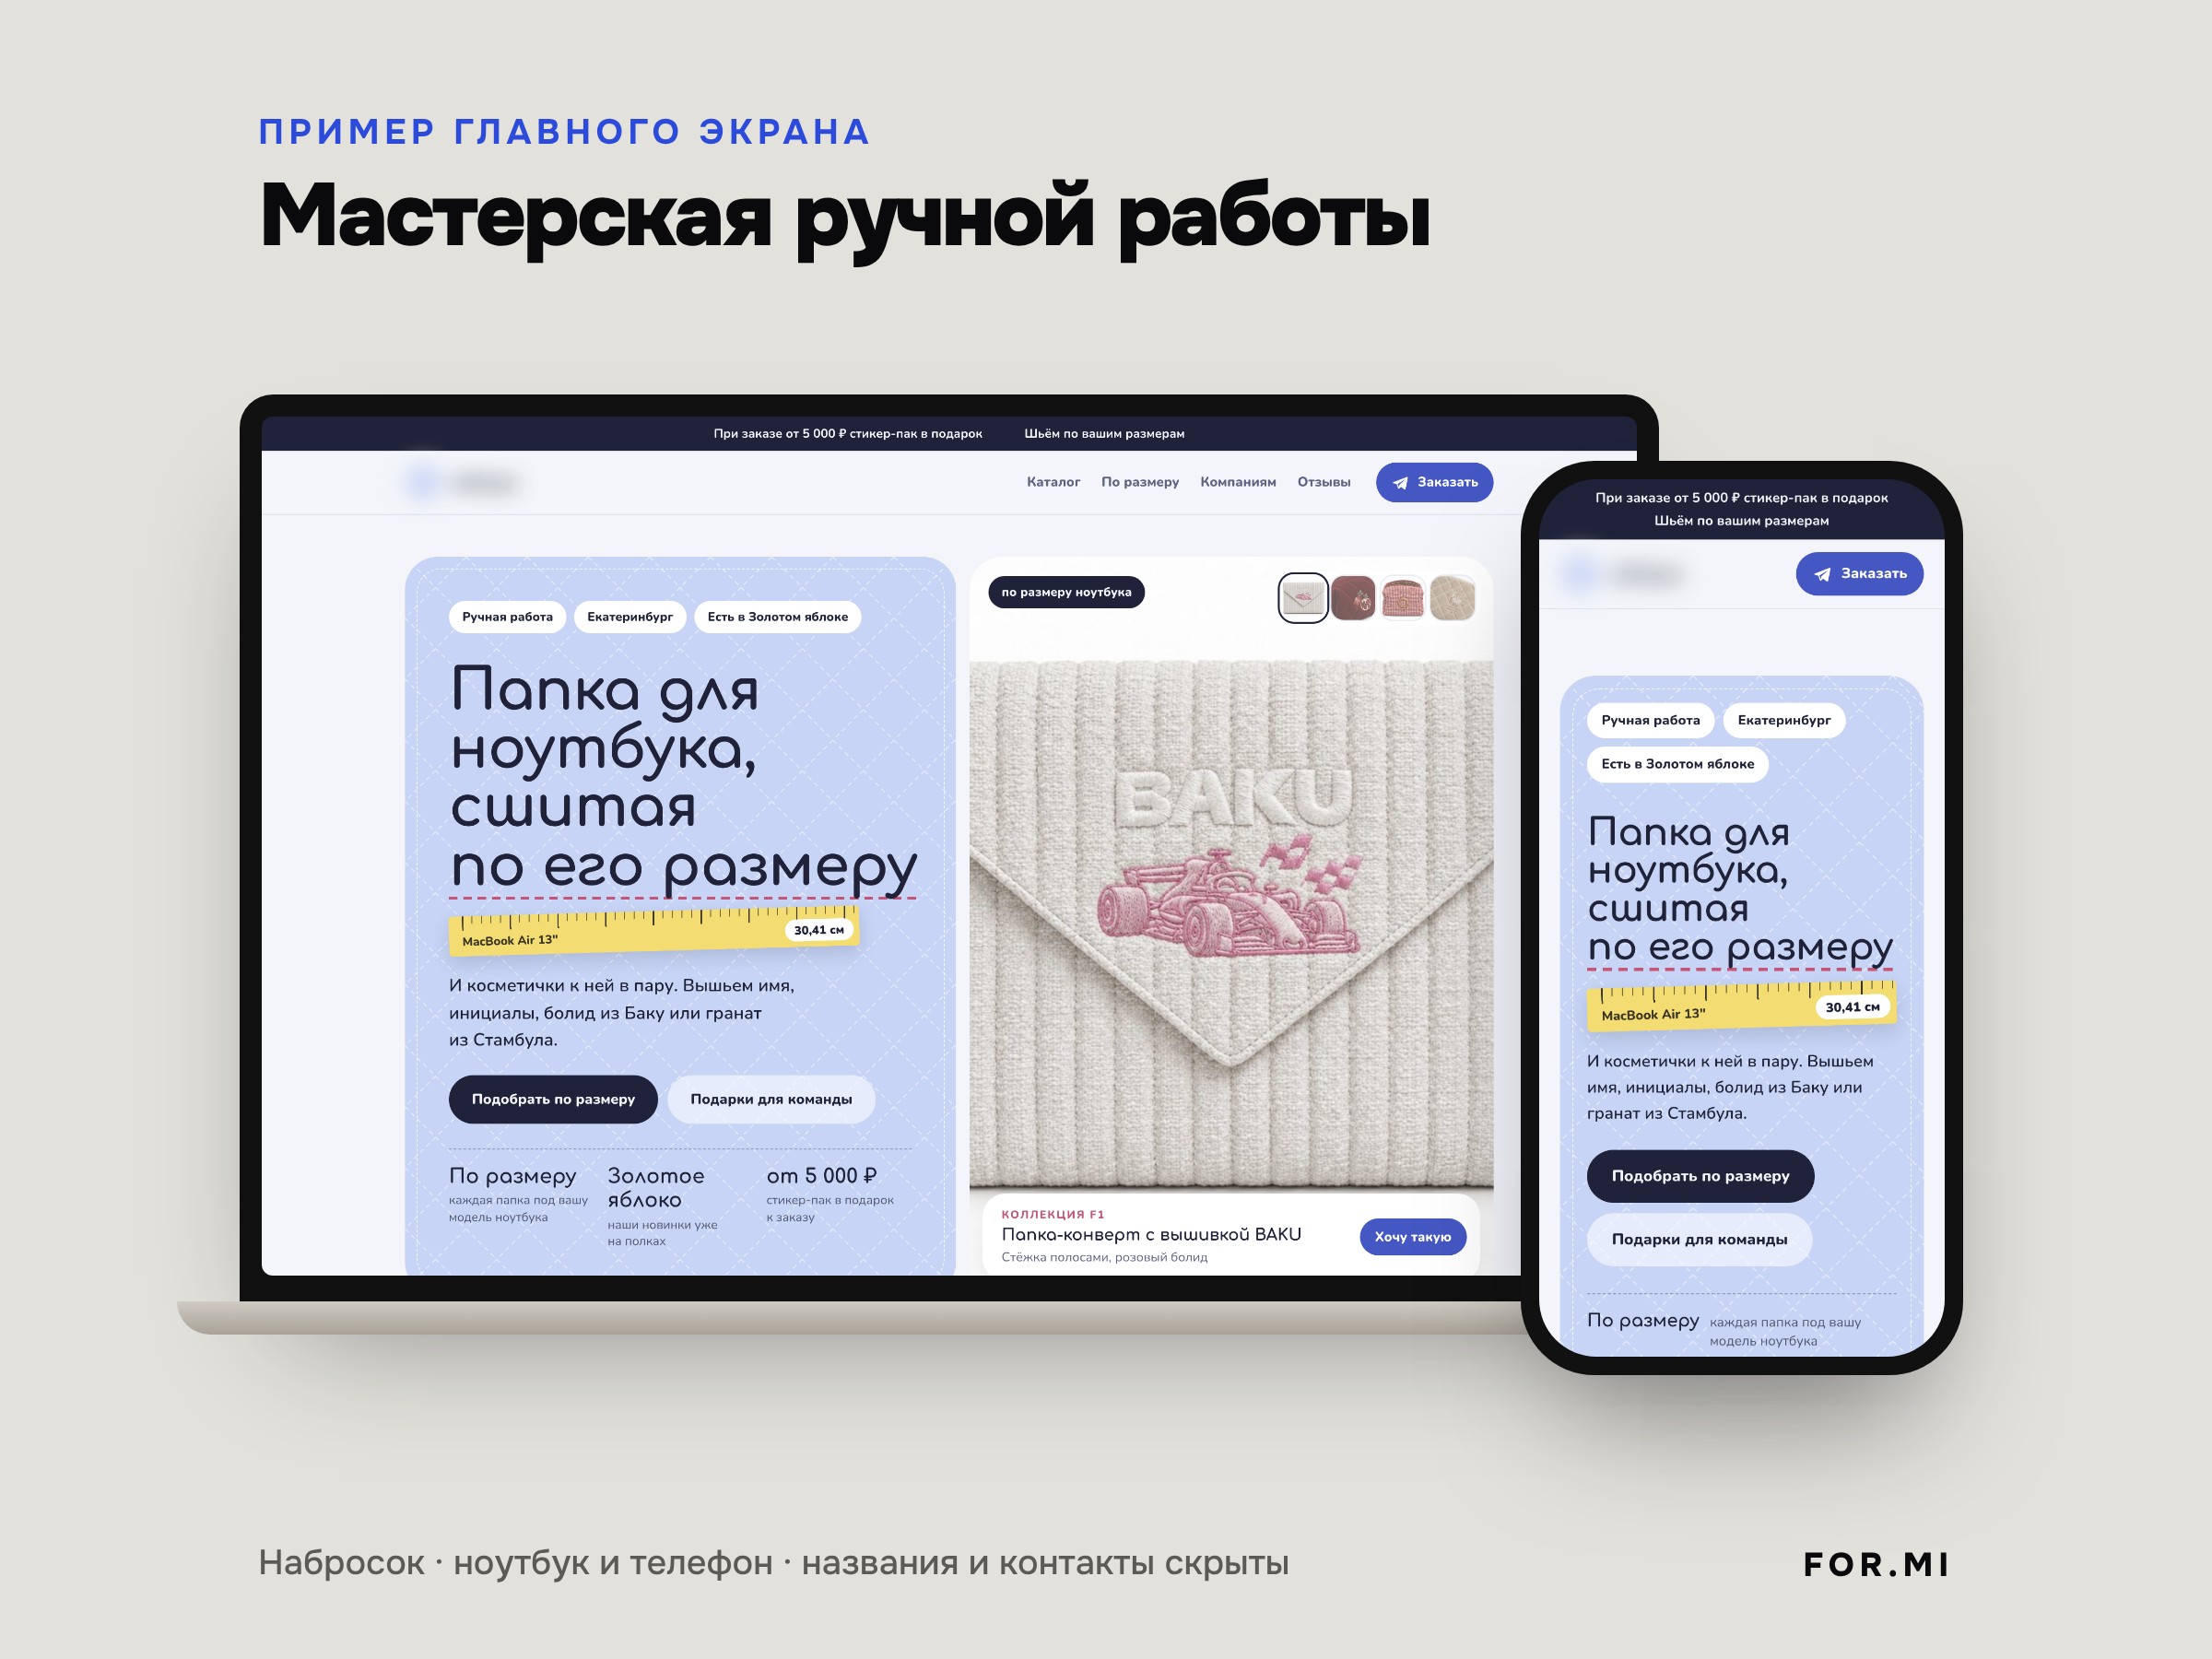 ПРИМЕР ГЛАВНОГО ЭКРАНА
Мастерская ручной работы
При заказе от 5 000 ₽ стикер-пак в подарок
Шьём по вашим размерам
Каталог
По размеру
Компаниям
Отзывы
Заказать
Ручная работа
Екатеринбург
Есть в Золотом яблоке
Папка для
ноутбука,
сшитая
по его размеру
MacBook Air 13"
30,41 см
И косметички к ней в пару. Вышьем имя,
инициалы, болид из Баку или гранат
из Стамбула.
Подобрать по размеру
Подарки для команды
По размеру
каждая папка под вашу
модель ноутбука
Золотое
яблоко
наши новинки уже
на полках
от 5 000 ₽
стикер-пак в подарок
к заказу
по размеру ноутбука
BAKU
КОЛЛЕКЦИЯ F1
Папка-конверт с вышивкой BAKU
Стёжка полосами, розовый болид
Хочу такую
При заказе от 5 000 ₽ стикер-пак в подарок
Шьём по вашим размерам
Заказать
Ручная работа
Екатеринбург
Есть в Золотом яблоке
Папка для
ноутбука,
сшитая
по его размеру
MacBook Air 13"
30,41 см
И косметички к ней в пару. Вышьем
имя, инициалы, болид из Баку или
гранат из Стамбула.
Подобрать по размеру
Подарки для команды
По размеру
каждая папка под вашу
модель ноутбука
Набросок · ноутбук и телефон · названия и контакты скрыты
FOR.MI